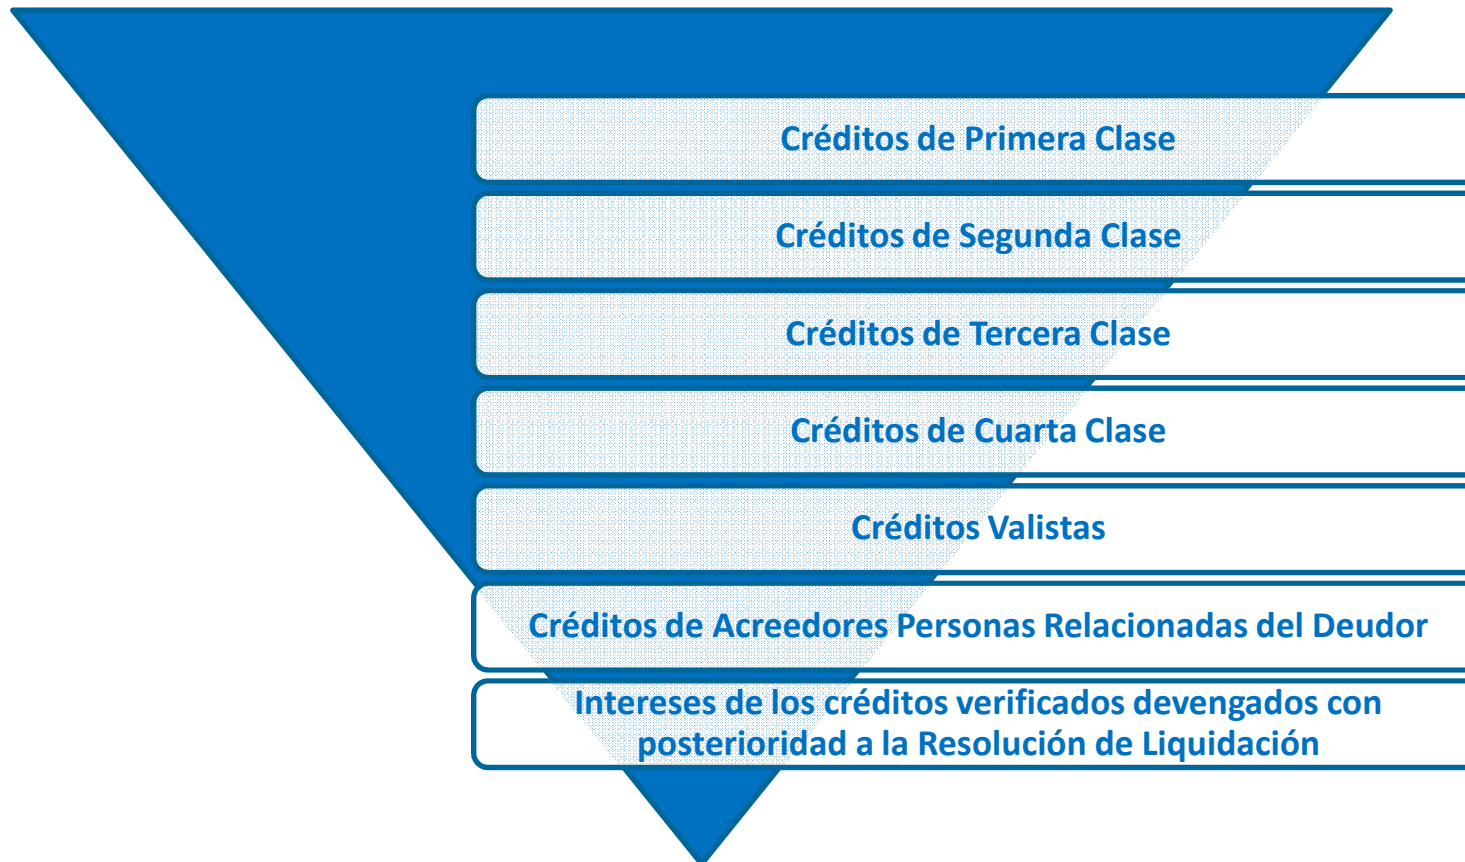 Créditos de Primera Clase
Créditos de Segunda Clase
Créditos de Tercera Clase
Créditos de Cuarta Clase
Créditos Valistas
Créditos de Acreedores Personas Relacionadas del Deudor
Intereses de los créditos verificados devengados con
posterioridad a la Resolución de Liquidación